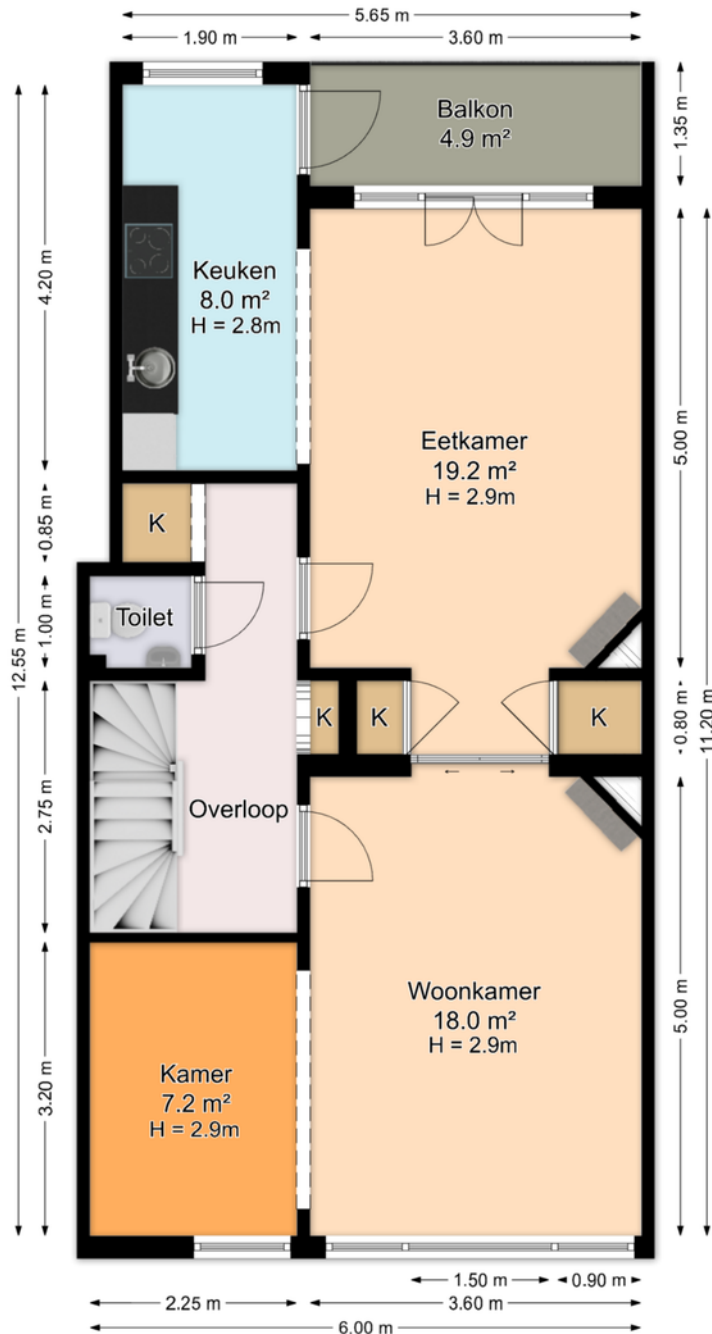 5.65 m
1.90 m
3.60 m
Balkon
4.9 m²
1.35 m
4.20 m
Keuken
8.0 m²
H = 2.8m
Eetkamer
19.2 m²
H = 2.9m
5.00 m
0.85 m
K
1.00 m
Toilet
12.55 m
11.20 m
K
K
K
0.80 m
2.75 m
Overloop
Woonkamer
18.0 m²
H = 2.9m
5.00 m
Kamer
7.2 m²
H = 2.9m
3.20 m
1.50 m
0.90 m
2.25 m
3.60 m
6.00 m